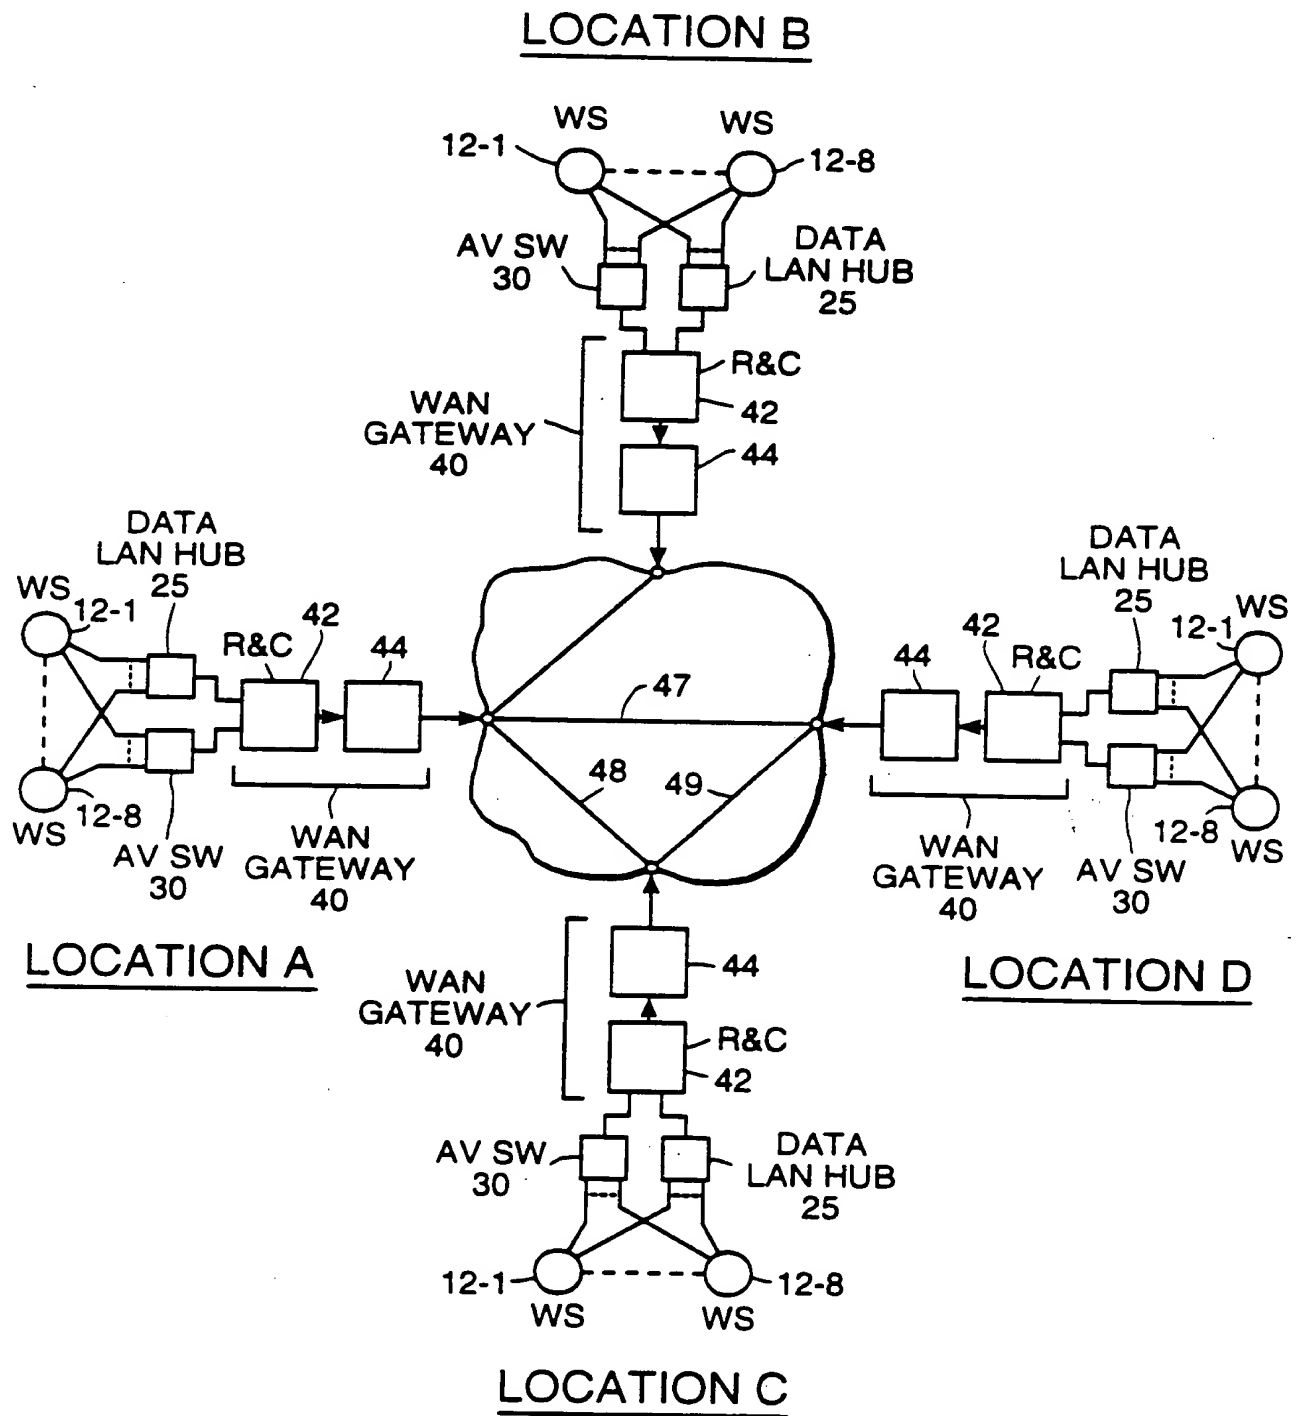 LOCATION B
WS
WS
12-1
12-8
AV SW
30
DATA
LAN HUB
25
R&C
42
WAN
GATEWAY
40
44
DATA
LAN HUB
25
WS
12-1
R&C
42
44
12-8
WS
AV SW
30
WAN
GATEWAY
40
LOCATION A
47
48
49
DATA
LAN HUB
25
WS
12-1
44
42
R&C
12-8
WS
WAN
GATEWAY
40
AV SW
30
LOCATION D
WAN
GATEWAY
40
44
R&C
42
AV SW
30
DATA
LAN HUB
25
12-1
12-8
WS
WS
LOCATION C